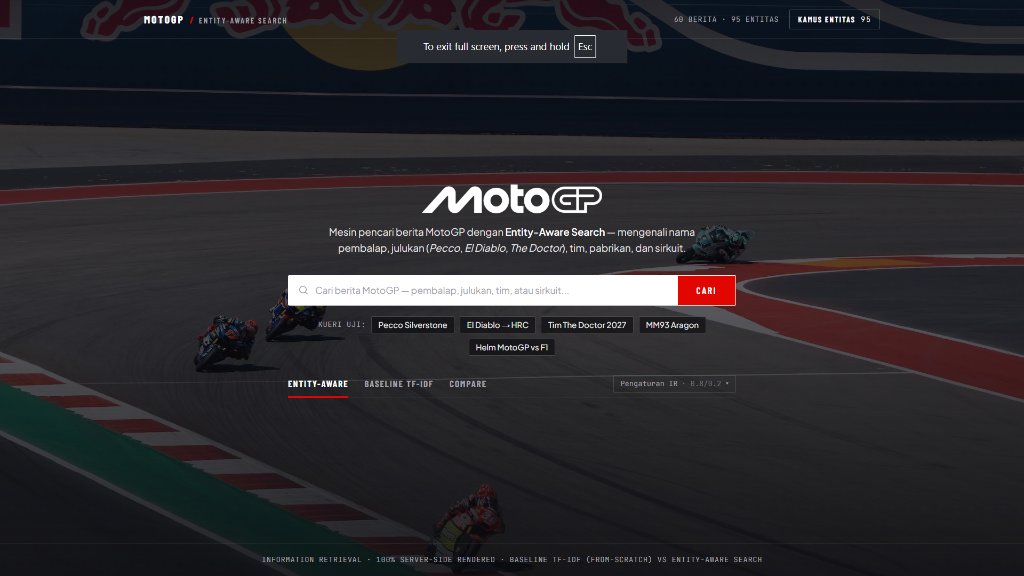 MOTOGP / ENTITY-AWARE SEARCH
60 BERITA · 95 ENTITAS
KAMUS ENTITAS 95
To exit full screen, press and hold Esc
MotoGP
Mesin pencari berita MotoGP dengan Entity-Aware Search — mengenali nama
pembalap, julukan (Pecco, El Diablo, The Doctor), tim, pabrikan, dan sirkuit.
Cari berita MotoGP — pembalap, julukan, tim, atau sirkuit...
CARI
KUERI UJI:
Pecco Silverstone
El Diablo → HRC
Tim The Doctor 2027
MM93 Aragon
Helm MotoGP vs F1
ENTITY-AWARE
BASELINE TF-IDF
COMPARE
Pengaturan IR · 0.8/0.2 ▾
INFORMATION RETRIEVAL · 100% SERVER-SIDE RENDERED · BASELINE TF-IDF (FROM-SCRATCH) VS ENTITY-AWARE SEARCH